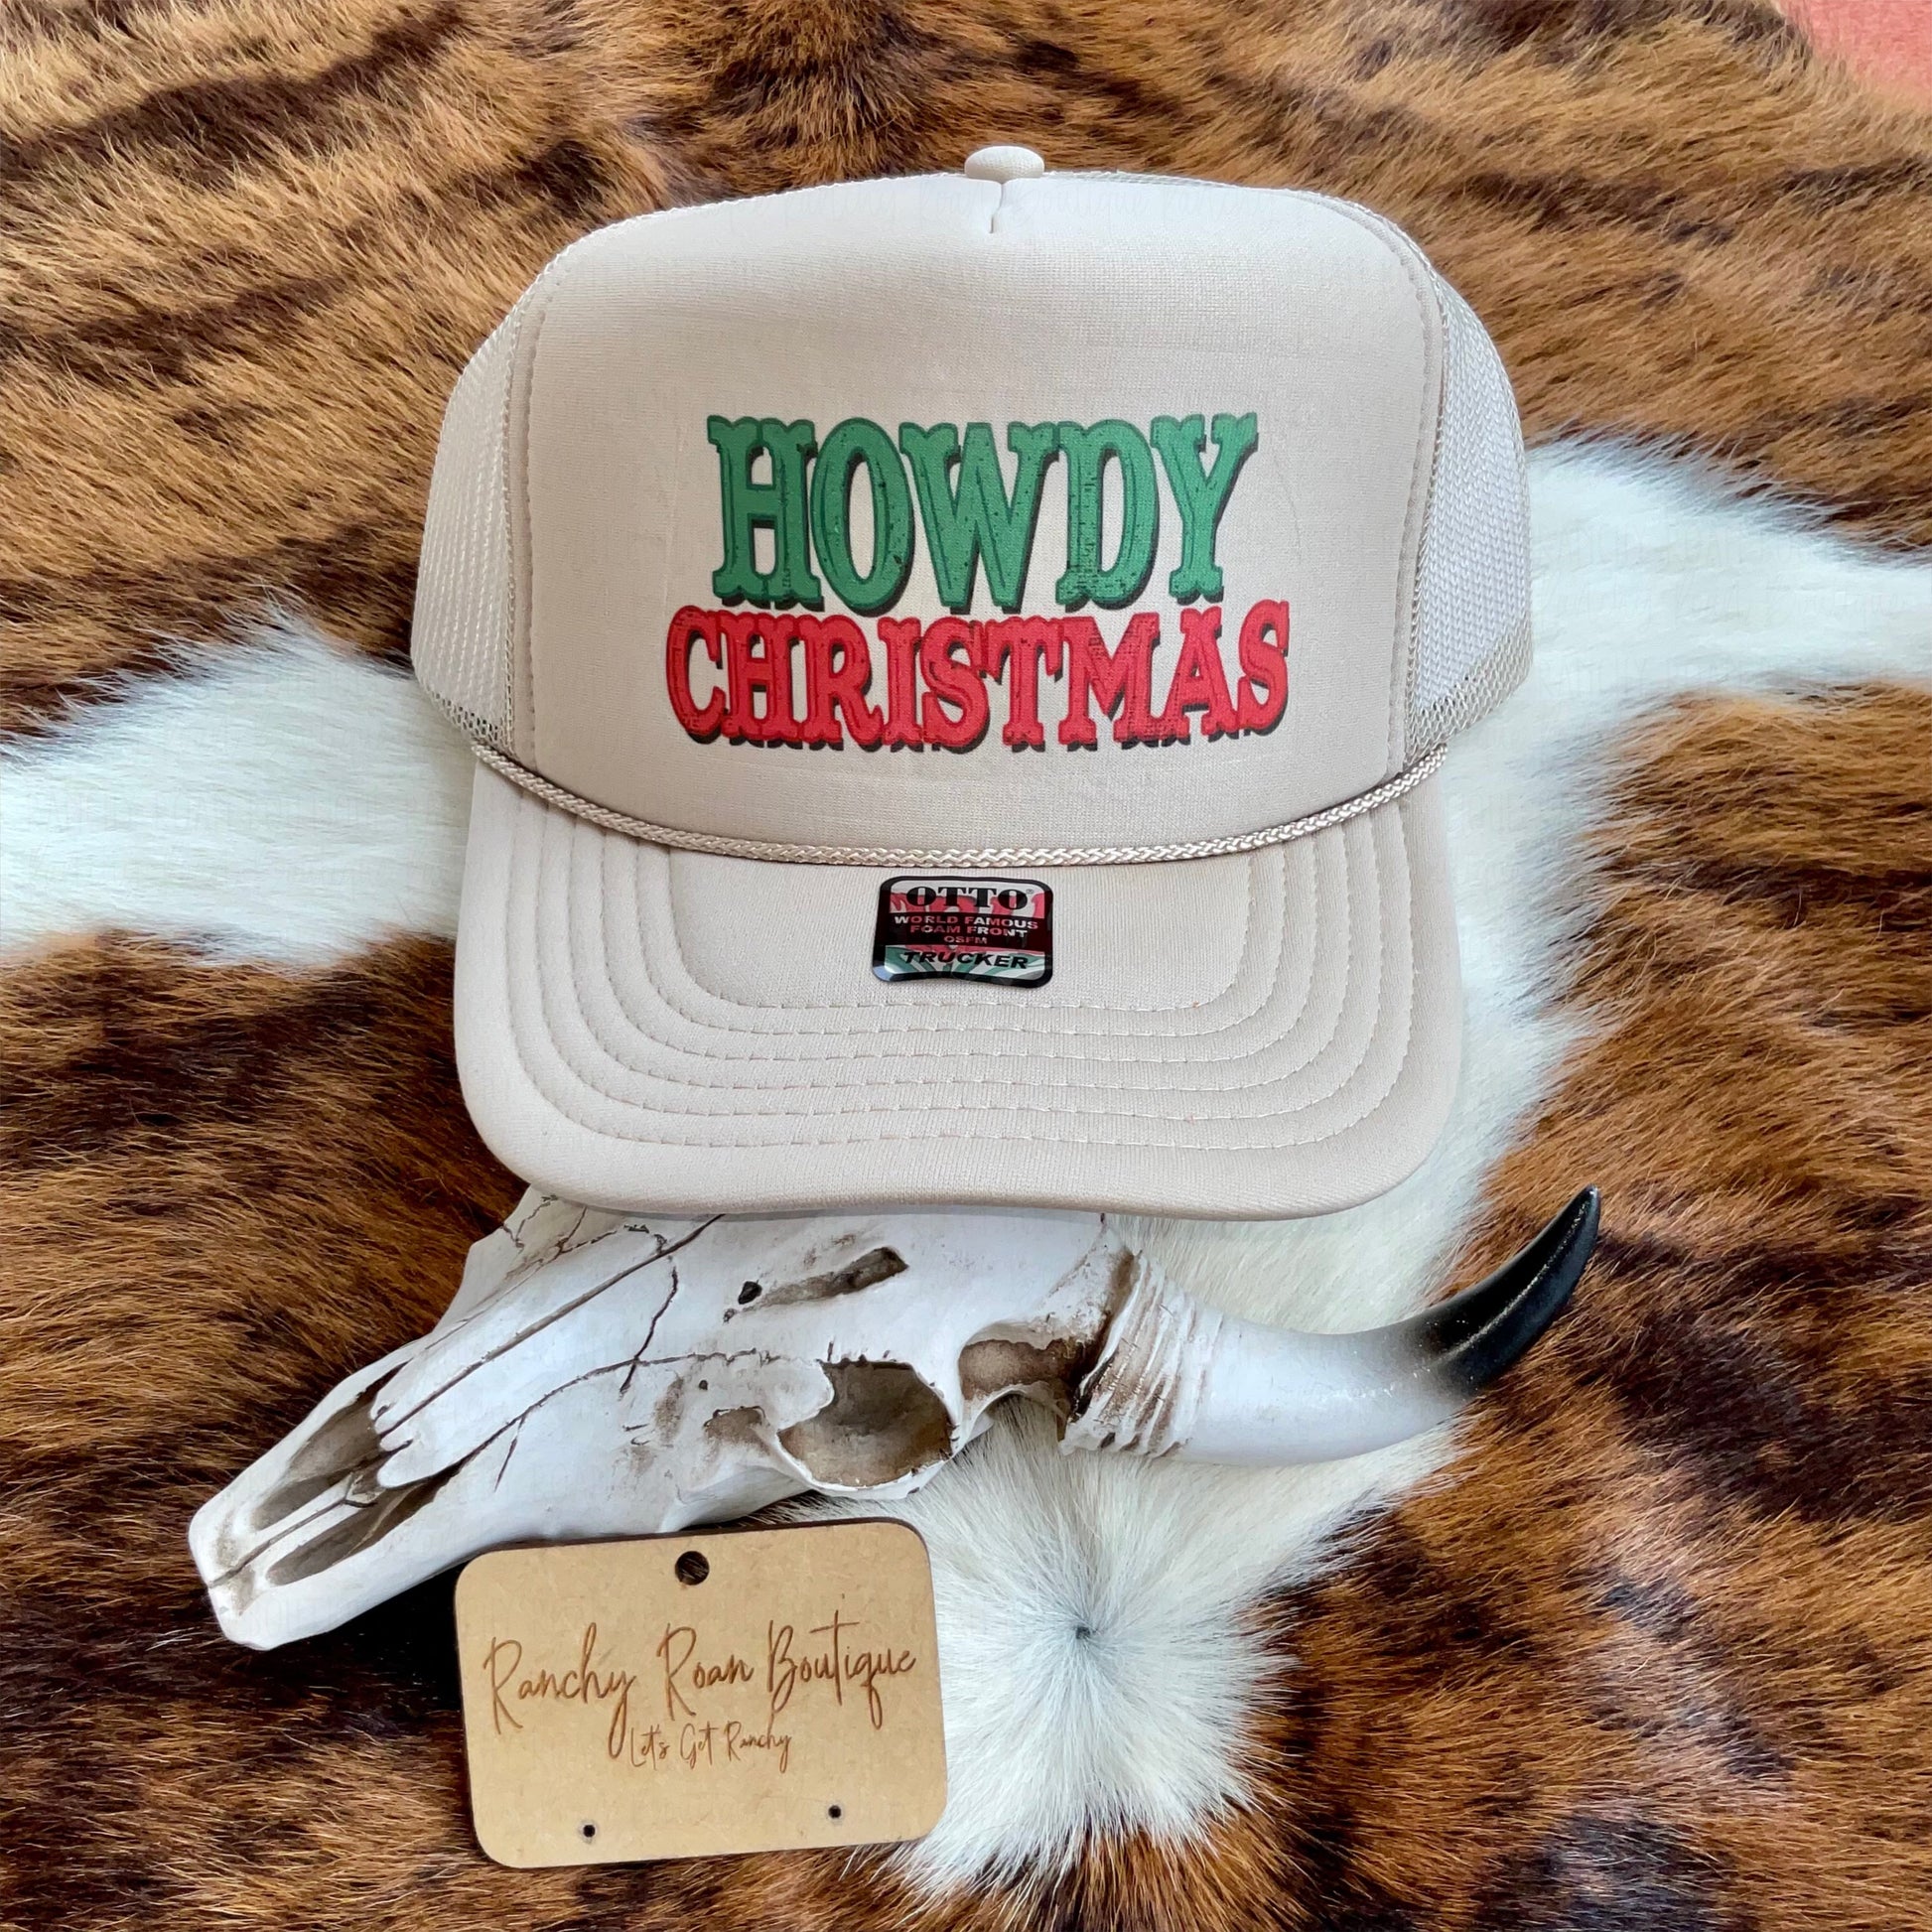 HOWDY
CHRISTMAS
OTTO
WORLD FAMOUS
FOAM FRONT
OSFM
TRUCKER
Ranchy Roan Boutique
Let's Get Ranchy